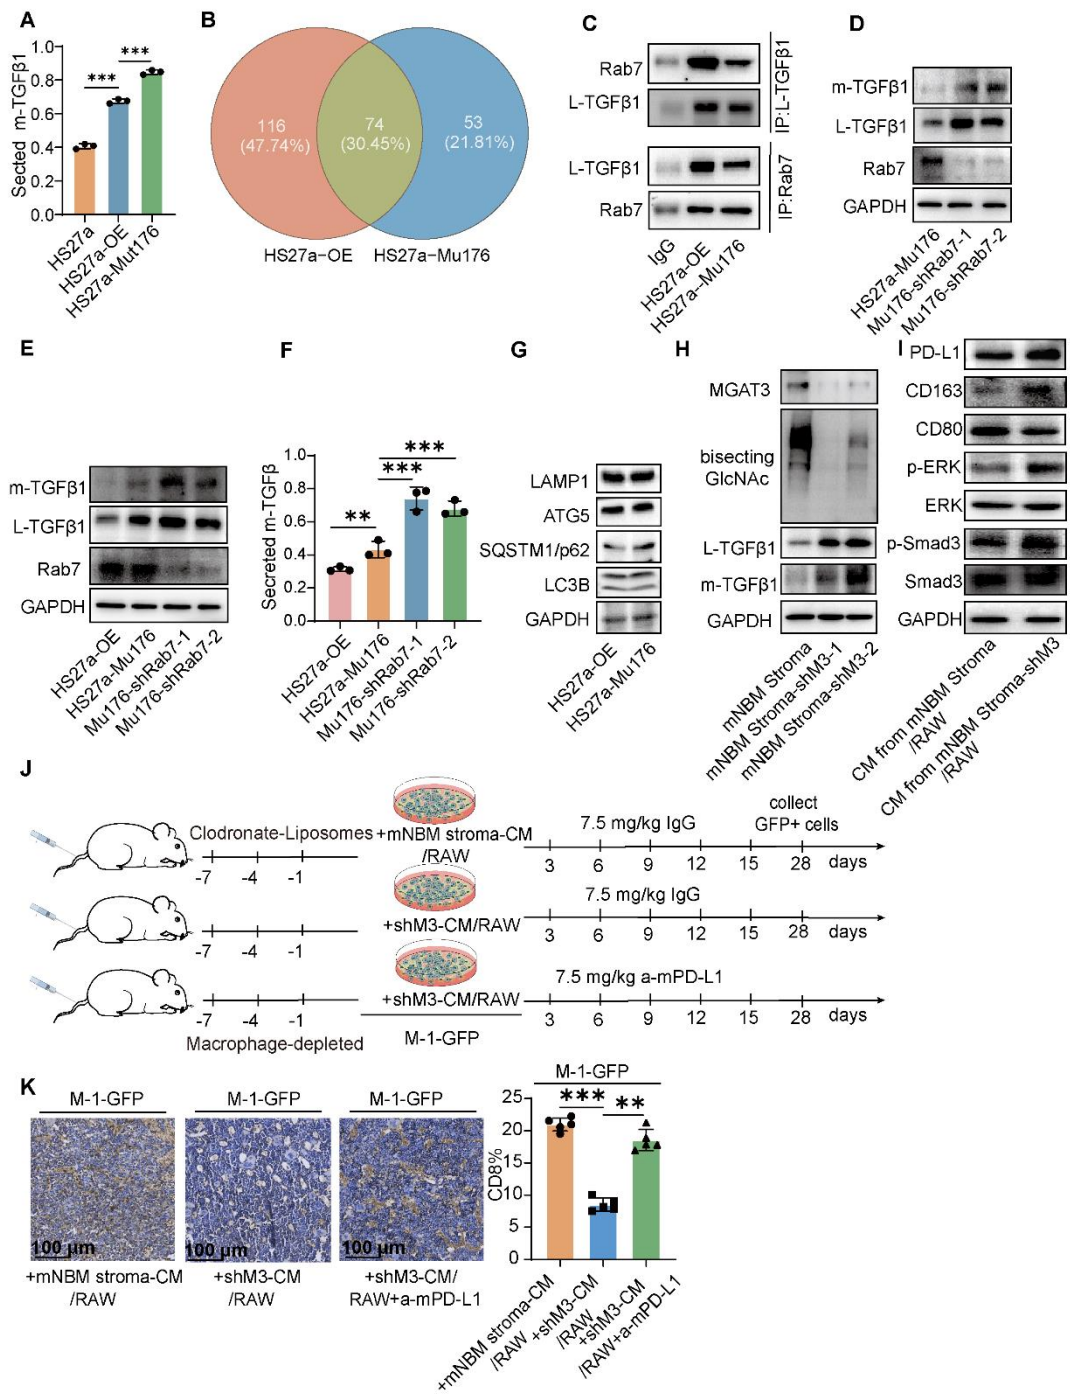 A
Sected m-TGFβ1
1.0
0.8
0.6
0.4
0.2
0.0
***
***
HS27a
HS27a-OE
HS27a-Mut176
B
116
(47.74%)
74
(30.45%)
53
(21.81%)
HS27a−OE
HS27a−Mu176
C
Rab7
L-TGFβ1
IP:L-TGFβ1
L-TGFβ1
Rab7
IP:Rab7
IgG
HS27a-OE
HS27a--Mu176
D
m-TGFβ1
L-TGFβ1
Rab7
GAPDH
HS27a-Mu176
Mu176-shRab7-1
Mu176-shRab7-2
E
m-TGFβ1
L-TGFβ1
Rab7
GAPDH
HS27a-OE
HS27a-Mu176
Mu176-shRab7-1
Mu176-shRab7-2
F
Secreted m-TGFβ
1.0
0.8
0.6
0.4
0.2
0.0
**
***
***
HS27a-OE
HS27a-Mu176
Mu176-shRab7-1
Mu176-shRab7-2
G
LAMP1
ATG5
SQSTM1/p62
LC3B
GAPDH
HS27a-OE
HS27a-Mu176
H
MGAT3
bisecting
GlcNAc
L-TGFβ1
m-TGFβ1
GAPDH
mNBM Stroma
mNBM Stroma-shM3-1
mNBM Stroma-shM3-2
I
PD-L1
CD163
CD80
p-ERK
ERK
p-Smad3
Smad3
GAPDH
CM from mNBM Stroma
/RAW
CM from mNBM Stroma-shM3
/RAW
J
Clodronate-Liposomes
-7 -4 -1
+mNBM stroma-CM
/RAW
7.5 mg/kg IgG
collect
GFP+ cells
3 6 9 12 15 28 days
-7 -4 -1
+shM3-CM/RAW
7.5 mg/kg IgG
3 6 9 12 15 28 days
-7 -4 -1
Macrophage-depleted
+shM3-CM/RAW
M-1-GFP
7.5 mg/kg a-mPD-L1
3 6 9 12 15 28 days
K
M-1-GFP
M-1-GFP
M-1-GFP
100 μm
100 μm
100 μm
+mNBM stroma-CM
/RAW
+shM3-CM
/RAW
+shM3-CM/
RAW+a-mPD-L1
M-1-GFP
***
**
CD8%
25
20
15
10
5
0
+mNBM stroma-CM
/RAW
+shM3-CM
/RAW
+shM3-CM
/RAW+a-mPD-L1